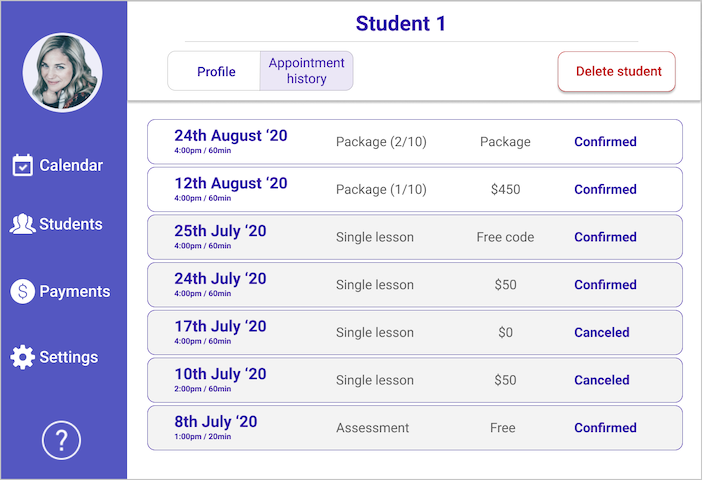 Student 1
Profile
Appointment
history
Delete student
Calendar
Students
Payments
Settings
?
24th August ‘20
4:00pm / 60min
Package (2/10)
Package
Confirmed
12th August ‘20
4:00pm / 60min
Package (1/10)
$450
Confirmed
25th July ‘20
4:00pm / 60min
Single lesson
Free code
Confirmed
24th July ‘20
4:00pm / 60min
Single lesson
$50
Confirmed
17th July ‘20
4:00pm / 60min
Single lesson
$0
Canceled
10th July ‘20
2:00pm / 60min
Single lesson
$50
Canceled
8th July ‘20
1:00pm / 20min
Assessment
Free
Confirmed